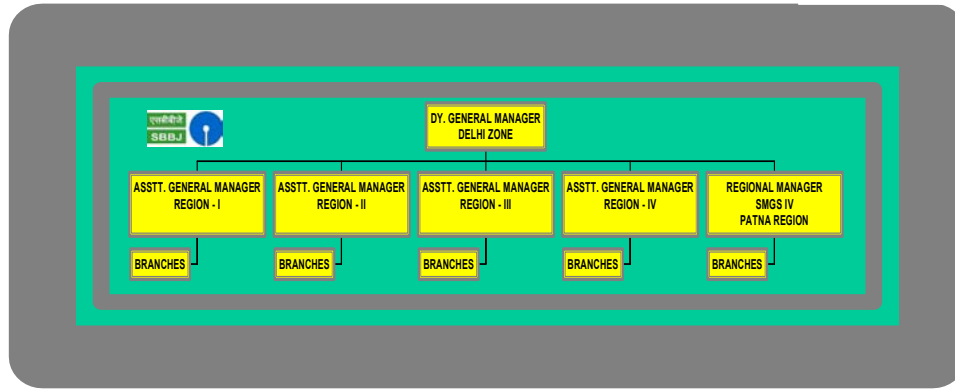 एसबीबीजे
SBBJ
DY. GENERAL MANAGER
DELHI ZONE
ASSTT. GENERAL MANAGER
REGION - I
ASSTT. GENERAL MANAGER
REGION - II
ASSTT. GENERAL MANAGER
REGION - III
ASSTT. GENERAL MANAGER
REGION - IV
REGIONAL MANAGER
SMGS IV
PATNA REGION
BRANCHES
BRANCHES
BRANCHES
BRANCHES
BRANCHES